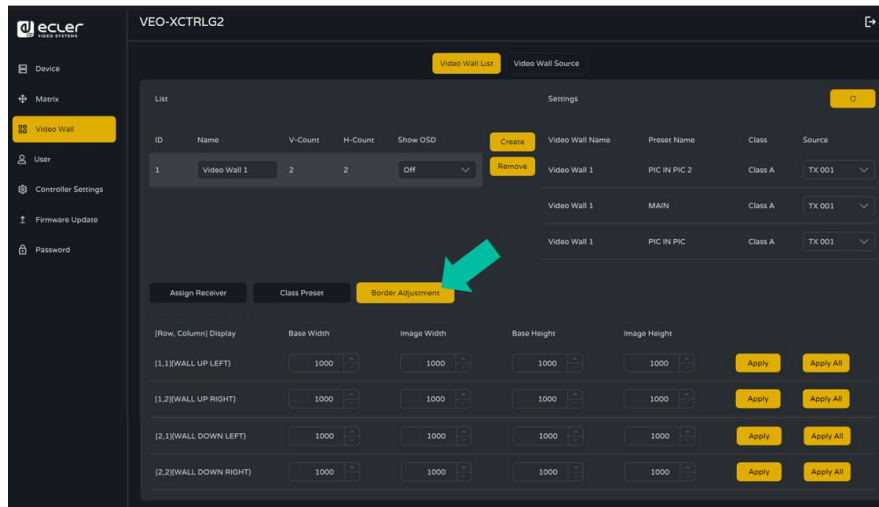 ecler
VIDEO SYSTEMS
VEO-XCTRLG2
Device
Matrix
Video Wall
User
Controller Settings
Firmware Update
Password
Video Wall List Video Wall Source
List
ID Name V-Count H-Count Show OSD
1 Video Wall 1 2 2 Off
Create
Remove
Settings
Video Wall Name Preset Name Class Source
Video Wall 1 PIC IN PIC 2 Class A TX 001
Video Wall 1 MAIN Class A TX 001
Video Wall 1 PIC IN PIC Class A TX 001
Assign Receiver Class Preset Border Adjustment
[Row, Column] Display Base Width Image Width Base Height Image Height
[1,1](WALL UP LEFT) 1000 1000 1000 1000 Apply Apply All
[1,2](WALL UP RIGHT) 1000 1000 1000 1000 Apply Apply All
[2,1](WALL DOWN LEFT) 1000 1000 1000 1000 Apply Apply All
[2,2](WALL DOWN RIGHT) 1000 1000 1000 1000 Apply Apply All